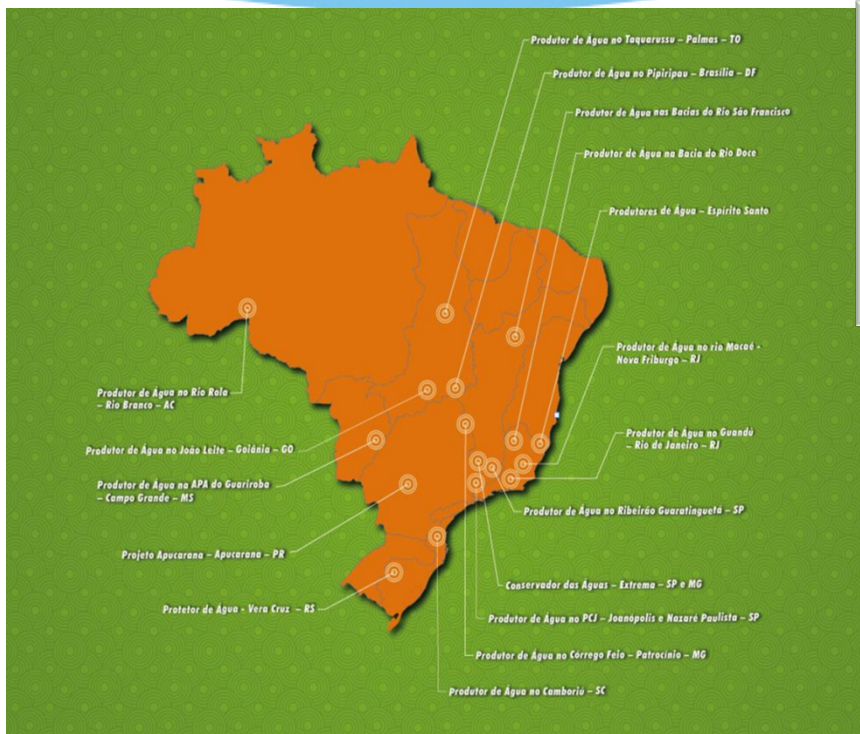 Produtor de Água no Taquarussu – Palmas – TO
Produtor de Água no Pipiripau – Brasília – DF
Produtor de Água nas Bacias do Rio São Francisco
Produtor de Água na Bacia do Rio Doce
Produtores de Água – Espírito Santo
Produtor de Água no rio Macaé -
Nova Friburgo – RJ
Produtor de Água no Guandú
– Rio de Janeiro – RJ
Produtor de Água no Ribeirão Guaratinguetá – SP
Conservador das Águas – Extrema – SP e MG
Produtor de Água no PCJ – Joanópolis e Nazaré Paulista – SP
Produtor de Água no Córrego Feio – Patrocínio – MG
Produtor de Água no Camboriú – SC
Produtor de Água no Rio Rola
– Rio Branco – AC
Produtor de Água no João Leite – Goiânia – GO
Produtor de Água na APA do Guariroba
– Campo Grande – MS
Projeto Apucarana – Apucarana – PR
Protetor de Água - Vera Cruz – RS